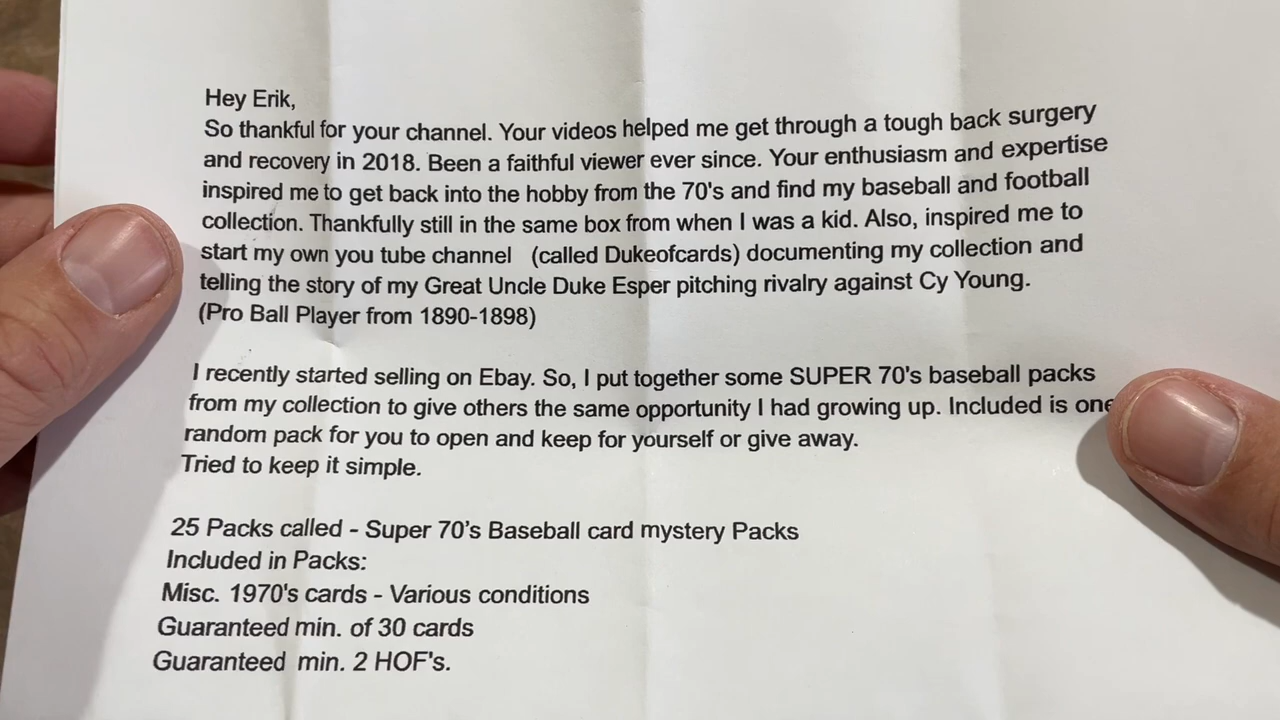 Hey Erik,
So thankful for your channel. Your videos helped me get through a tough back surgery
and recovery in 2018. Been a faithful viewer ever since. Your enthusiasm and expertise
inspired me to get back into the hobby from the 70's and find my baseball and football
collection. Thankfully still in the same box from when I was a kid. Also, inspired me to
start my own you tube channel (called Dukeofcards) documenting my collection and
telling the story of my Great Uncle Duke Esper pitching rivalry against Cy Young.
(Pro Ball Player from 1890-1898)
I recently started selling on Ebay. So, I put together some SUPER 70's baseball packs
from my collection to give others the same opportunity I had growing up. Included is one
random pack for you to open and keep for yourself or give away.
Tried to keep it simple.
25 Packs called - Super 70's Baseball card mystery Packs
Included in Packs:
Misc. 1970's cards - Various conditions
Guaranteed min. of 30 cards
Guaranteed min. 2 HOF's.